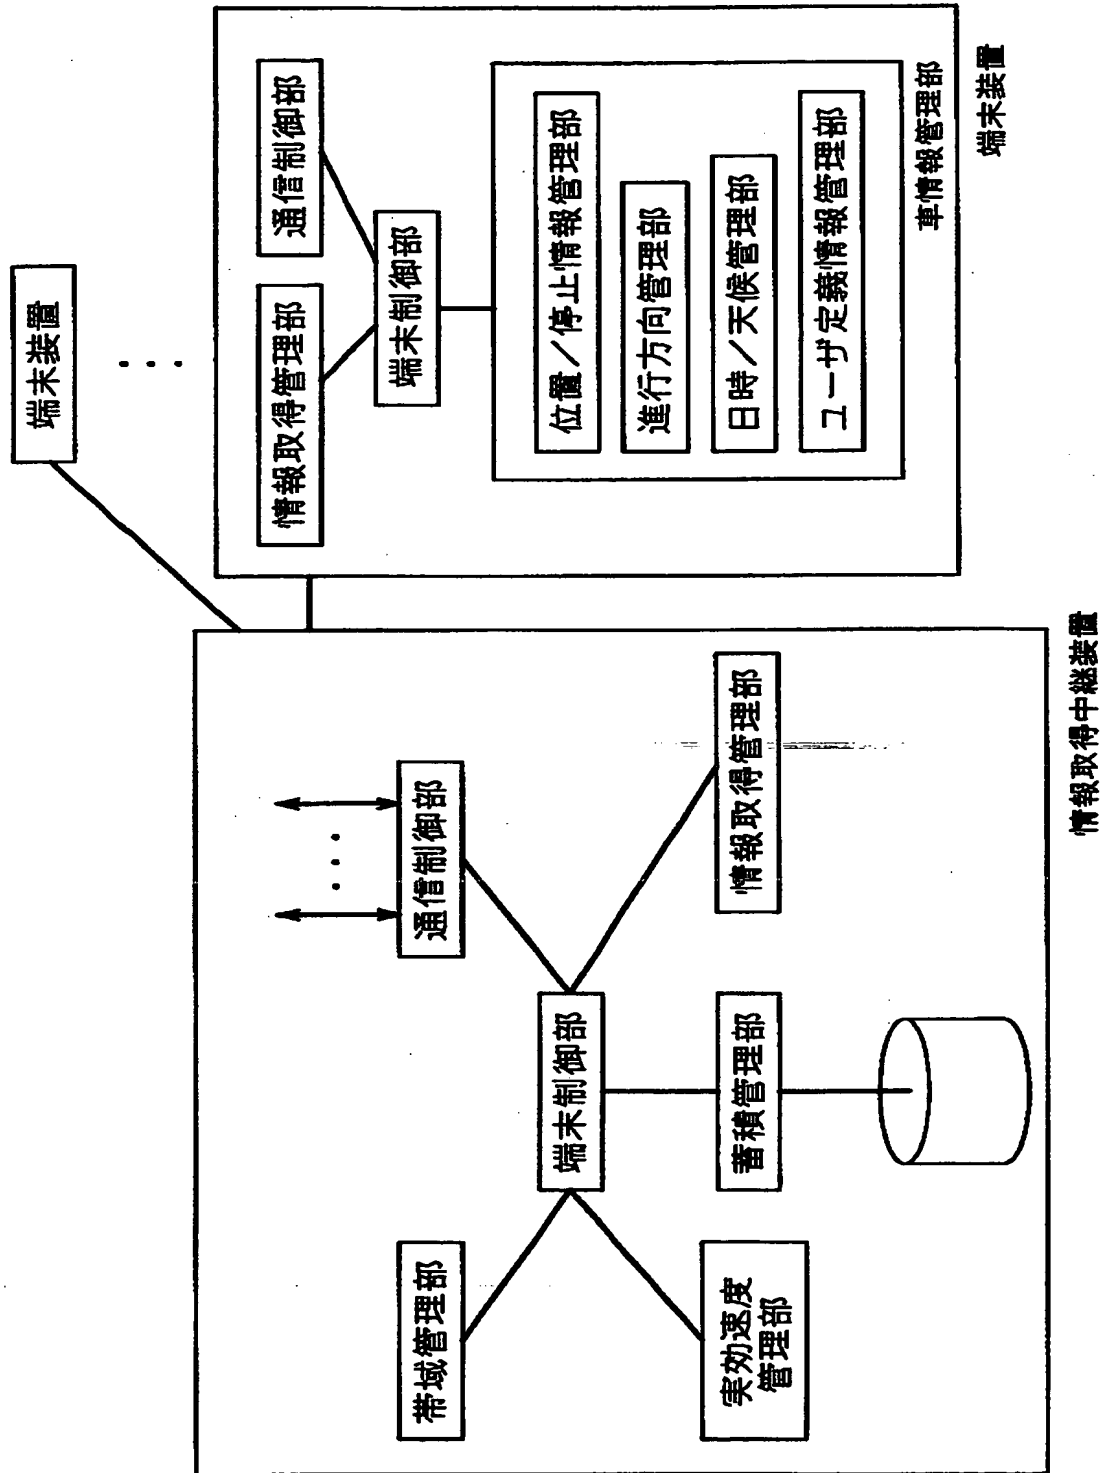 帯域管理部
実効速度
管理部
端末制御部
蓄積管理部
通信制御部
情報取得管理部
情報取得中継装置
端末装置
情報取得管理部
通信制御部
端末制御部
位置／停止情報管理部
進行方向管理部
日時／天候管理部
ユーザ定義情報管理部
車情報管理部
端末装置